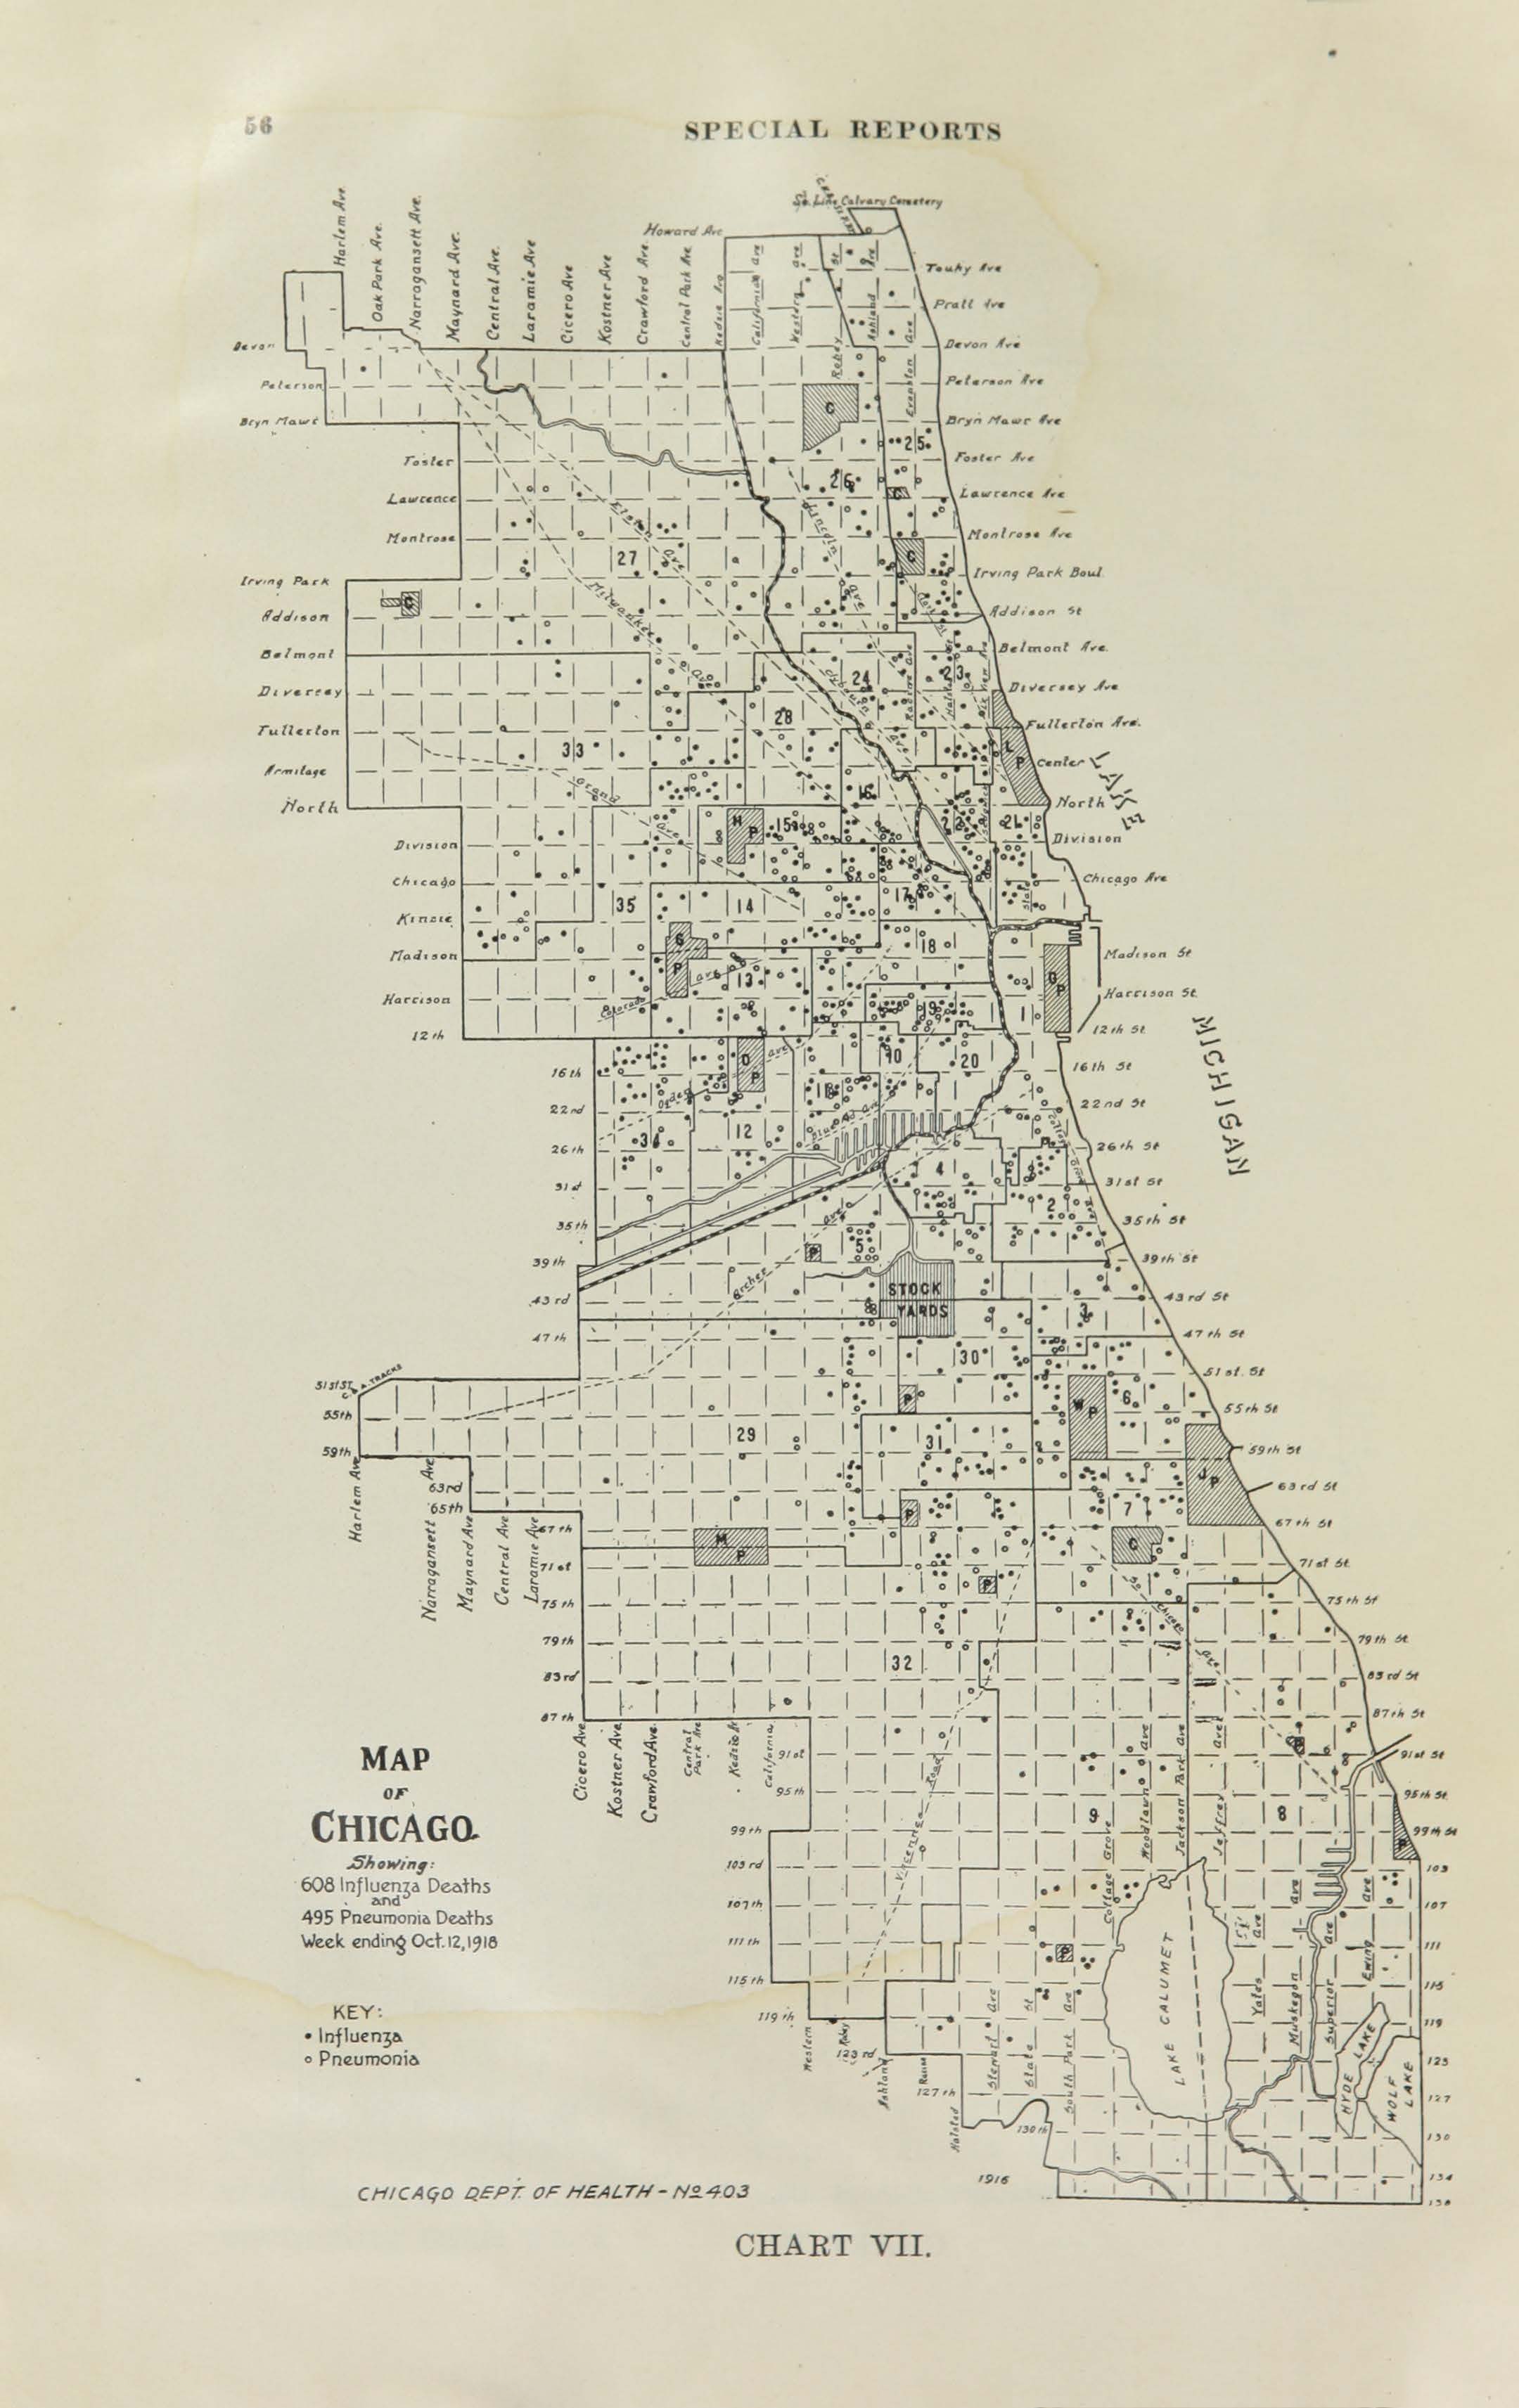 56
SPECIAL REPORTS
So. Line Calvary Cemetery
Howard Ave
Harlem Ave.
Oak Park Ave.
Narragansett Ave.
Maynard Ave.
Central Ave.
Laramie Ave
Cicero Ave
Kostner Ave
Crawford Ave.
Central Park Ave
Kedzie Ave
California Ave
Western Ave
Robey St
Ashland Ave
Evanston Ave
Touhy Ave
Pratt Ave
Devon
Devon Ave
Peterson
Peterson Ave
Bryn Mawr
Bryn Mawr Ave
C
25
Foster
Foster Ave
26
Lawrence
Lawrence Ave
C
Elston Ave
Lincoln Ave
Montrose
Montrose Ave
27
C
Irving Park
Irving Park Boul.
Milwaukee Ave
C
Addison
Addison St
Belmont
Belmont Ave.
24
23
Diversey
Diversey Ave
28
Fullerton
Fullerton Ave.
33
L P
Center
Armitage
Grand Ave
16
North
North
LAKE
H P
15
22
21
Division
Division
Chicago
Chicago Ave
35
14
17
State
Kinzie
G P
18
Madison
Madison St
13
G P
Harrison
Colorado Ave
19
1
Harrison St.
12th
12th St.
MICHIGAN
D P
10
20
16th
16th St
11
Ogden Ave
22nd
22nd St
Blue Island Ave
34
12
26th
26th St
4
31st
31st St
2
35th
35th St
5
P
39th
39th St
Archer Ave
STOCK
YARDS
43rd
43rd St
3
47th
47th St
30
51st St.
C & A. TRACKS
51st. St
P
W P
6
55th
55th St
29
31
59th
59th St
J P
63rd
63rd St
65th
P
7
67th
67th St
M P
C
71st
71st St.
P
75th
75th St
So Chicago Ave
79th
79th St
32
83rd
83rd St
87th
87th St
Harlem Ave
Narragansett Ave
Maynard Ave
Central Ave
Laramie Ave
Cicero Ave
Kostner Ave
Crawford Ave.
Central Park Ave
Kedzie Av
California
91st
91st St
95th
95th St.
Vincennes Road
9
8
99th
99th St
P
103rd
103
107th
107
111th
111
P
115th
115
119th
119
123rd
123
127th
127
130th
130
134
138
Cottage Grove
Woodlawn Ave
Jackson Park Ave
Jeffrey Ave
Yates Ave
Muskegon Ave
Superior Ave
Ewing Ave
LAKE CALUMET
HYDE LAKE
WOLF LAKE
Western
Robey
Ashland
Racine
Halsted
Stewart Ave
State St
South Park Ave
1916
MAP
OF
CHICAGO.
Showing:
608 Influenza Deaths
and
495 Pneumonia Deaths
Week ending Oct. 12, 1918
KEY:
• Influenza
○ Pneumonia
CHICAGO DEPT. OF HEALTH - No 403
CHART VII.